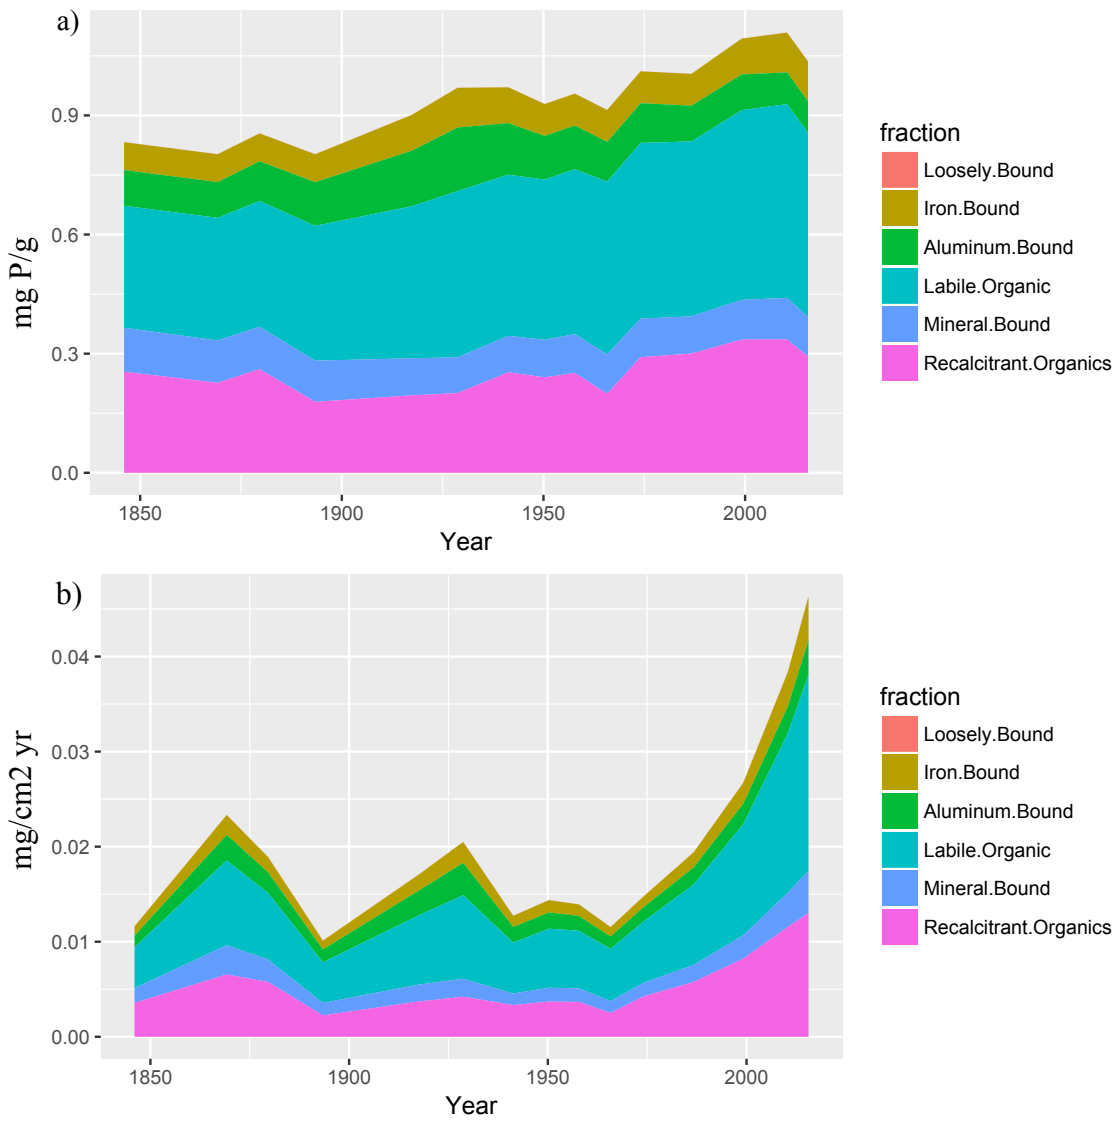 a)
0.9
0.6
0.3
0.0
mg P/g
1850 1900 1950 2000
Year
fraction
Loosely.Bound
Iron.Bound
Aluminum.Bound
Labile.Organic
Mineral.Bound
Recalcitrant.Organics
b)
0.04
0.03
0.02
0.01
0.00
mg/cm2 yr
1850 1900 1950 2000
Year
fraction
Loosely.Bound
Iron.Bound
Aluminum.Bound
Labile.Organic
Mineral.Bound
Recalcitrant.Organics